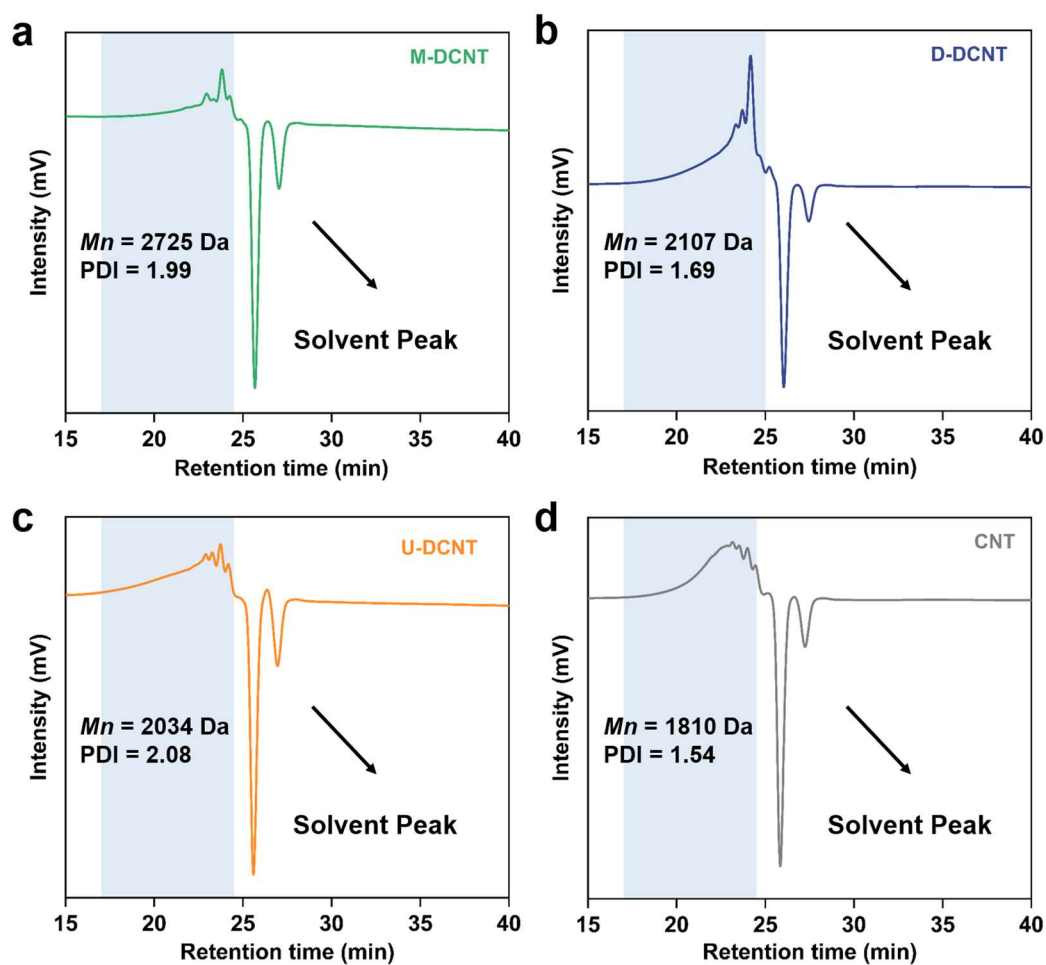 a
M-DCNT
Intensity (mV)
Mn = 2725 Da
PDI = 1.99
Solvent Peak
15 20 25 30 35 40
Retention time (min)
b
D-DCNT
Intensity (mV)
Mn = 2107 Da
PDI = 1.69
Solvent Peak
15 20 25 30 35 40
Retention time (min)
c
U-DCNT
Intensity (mV)
Mn = 2034 Da
PDI = 2.08
Solvent Peak
15 20 25 30 35 40
Retention time (min)
d
CNT
Intensity (mV)
Mn = 1810 Da
PDI = 1.54
Solvent Peak
15 20 25 30 35 40
Retention time (min)